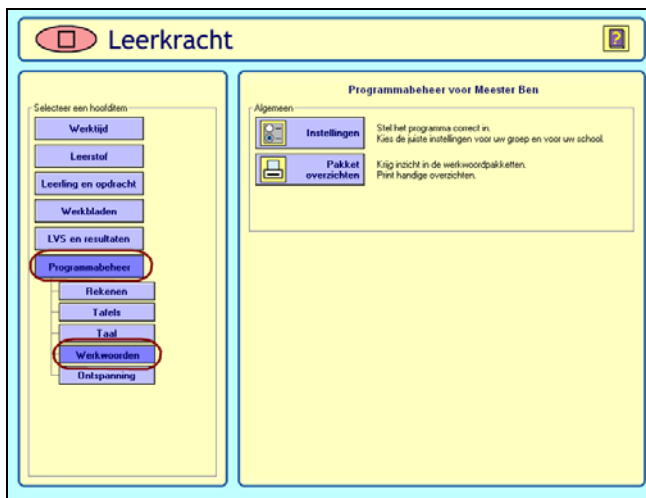 Leerkracht
Selecteer een hoofditem
Werktijd
Leerstof
Leerling en opdracht
Werkbladen
LVS en resultaten
Programmabeheer
Rekenen
Tafels
Taal
Werkwoorden
Ontspanning
Programmabeheer voor Meester Ben
Algemeen
Instellingen
Stel het programma correct in.
Kies de juiste instellingen voor uw groep en voor uw school.
Pakket
overzichten
Krijg inzicht in de werkwoordpakketten.
Print handige overzichten.